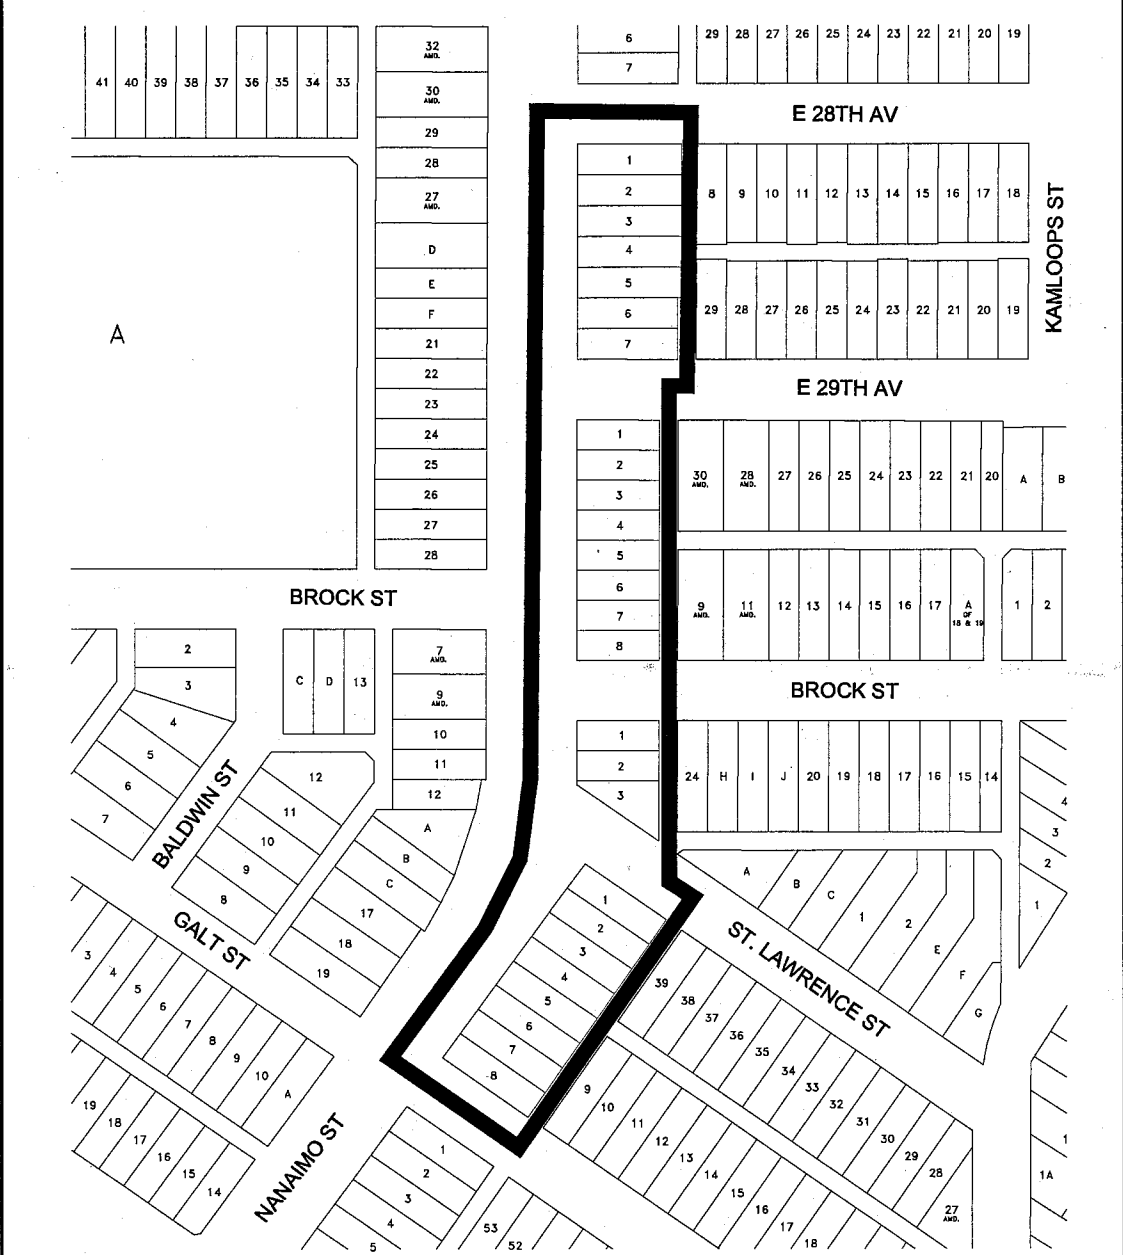 41 40 39 38 37 36 35 34 33
32
AMD.
30
AMD.
29
28
27
AMD.
D
E
F
21
22
23
24
25
26
27
28
A
6
7
29 28 27 26 25 24 23 22 21 20 19
E 28TH AV
1
2
3
4
5
6
7
8 9 10 11 12 13 14 15 16 17 18
29 28 27 26 25 24 23 22 21 20 19
KAMLOOPS ST
E 29TH AV
1
2
3
4
5
6
7
8
30
AMD.
28
AMD.
27 26 25 24 23 22 21 20 A B
9
AMD.
11
AMD.
12 13 14 15 16 17
A
OF
18 & 19
1 2
BROCK ST
BROCK ST
2
3
4
5
6
7
C D 13
7
AMD.
9
AMD.
10
11
12
BALDWIN ST
12
11
10
9
8
A
B
C
17
18
19
GALT ST
1
2
3
24 H I J 20 19 18 17 16 15 14
4
3
2
1
A B C 1 2 E F G
ST. LAWRENCE ST
1
2
3
4
5
6
7
8
39 38 37 36 35 34 33 32 31 30 29 28
27
AMD.
9 10 11 12 13 14 15 16 17 18
3 4 5 6 7 8 9 10 A
19 18 17 16 15 14
NANAIMO ST
1
2
3
4
5
53
52
1
1A